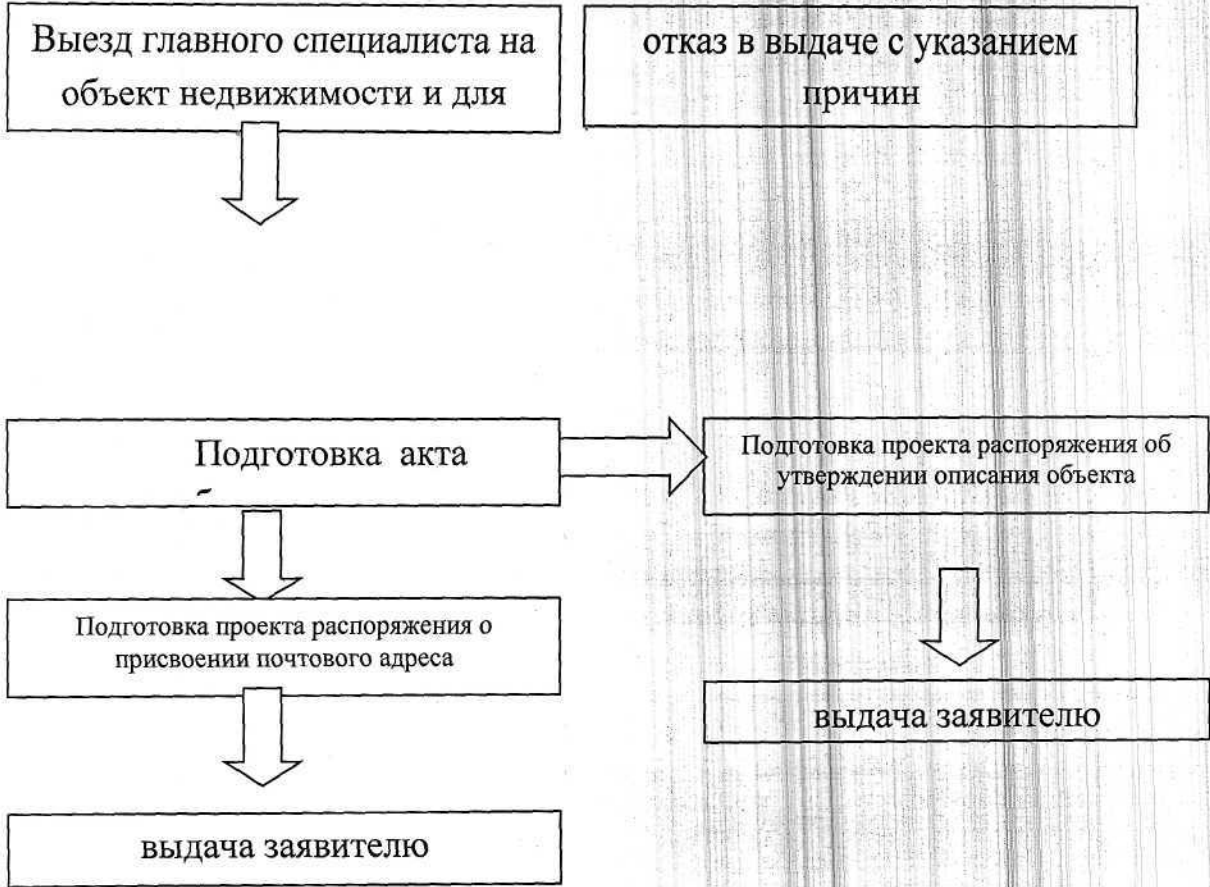 Выезд главного специалиста на
объект недвижимости и для
отказ в выдаче с указанием
причин
Подготовка акта
Подготовка проекта распоряжения об
утверждении описания объекта
Подготовка проекта распоряжения о
присвоении почтового адреса
выдача заявителю
выдача заявителю